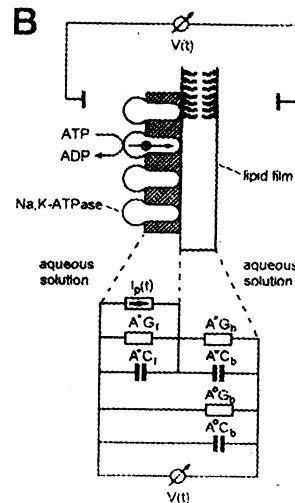 B
V(t)
ATP
ADP
lipid film
Na,K-ATPase
aqueous
solution
aqueous
solution
Ip(t)
A*Gf
A*Gb
A*Cf
A*Cb
A°Gb
A°Cb
V(t)